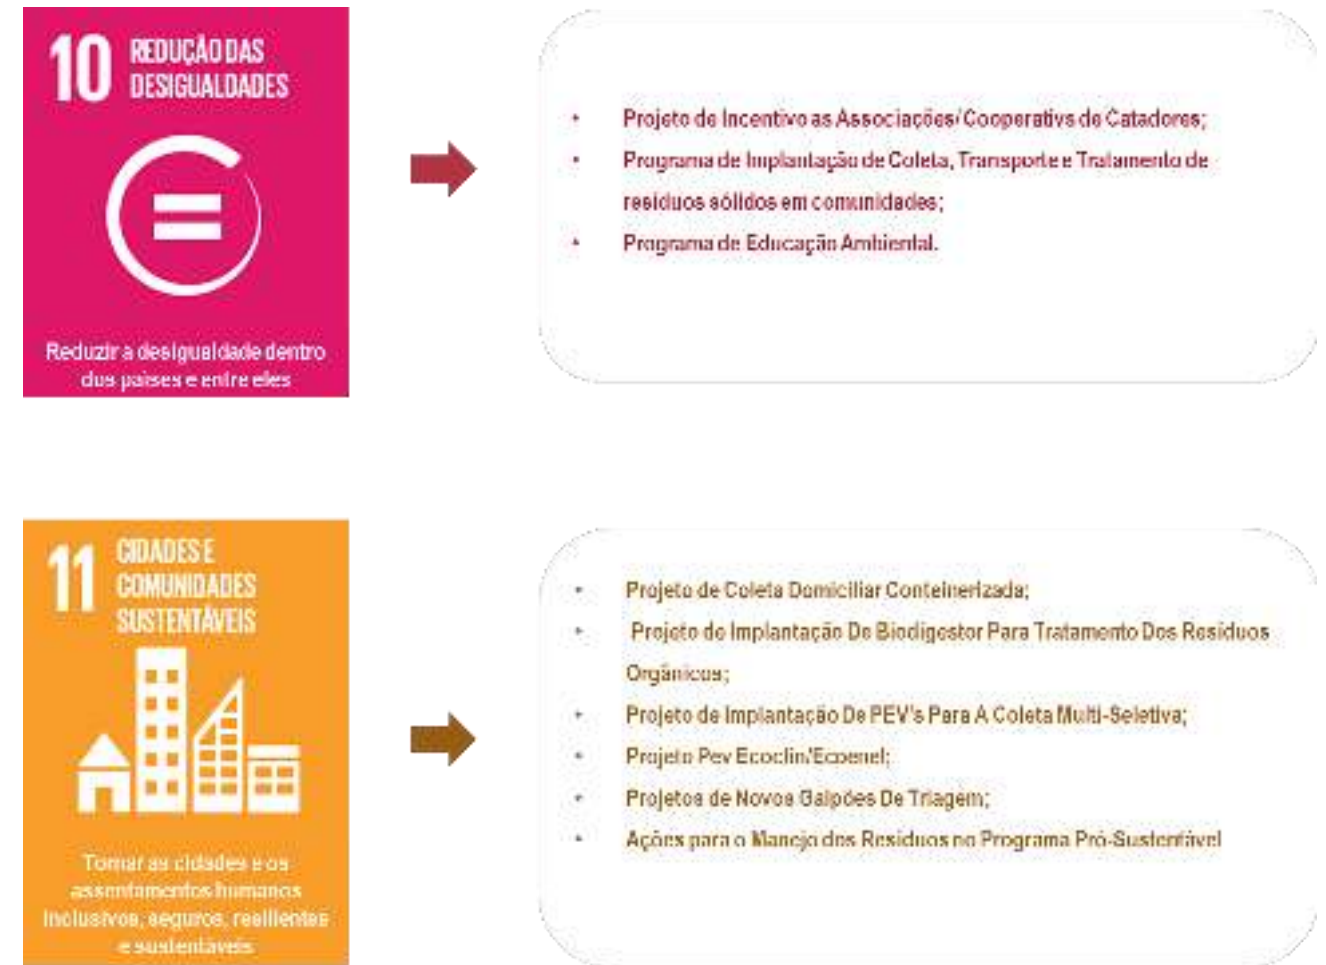 10 REDUÇÃO DAS
DESIGUALDADES
Reduzir a desigualdade dentro
dos países e entre eles
• Projeto de Incentivo as Associações/Cooperativs de Catadores;
• Programa de Implantação de Coleta, Transporte e Tratamento de
resíduos sólidos em comunidades;
• Programa de Educação Ambiental.
11 CIDADES E
COMUNIDADES
SUSTENTÁVEIS
Tornar as cidades e os
assentamentos humanos
inclusivos, seguros, resilientes
e sustentáveis
• Projeto de Coleta Domiciliar Conteinerizada;
• Projeto de Implantação De Biodigestor Para Tratamento Dos Resíduos
Orgânicos;
• Projeto de Implantação De PEV's Para A Coleta Multi-Seletiva;
• Projeto Pev Ecoclin/Ecoenel;
• Projetos de Novos Galpões De Triagem;
• Ações para o Manejo dos Resíduos no Programa Pró-Sustentável